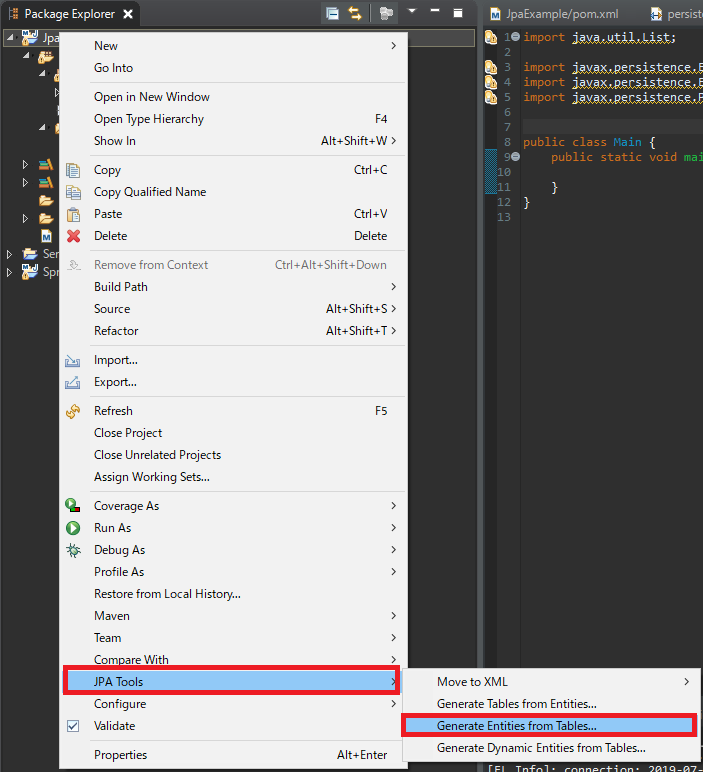 Package Explorer
JpaExample/pom.xml
persist
Jpa
Ser
Spr
New
Go Into
Open in New Window
Open Type Hierarchy F4
Show In Alt+Shift+W >
Copy Ctrl+C
Copy Qualified Name
Paste Ctrl+V
Delete Delete
Remove from Context Ctrl+Alt+Shift+Down
Build Path
Source Alt+Shift+S >
Refactor Alt+Shift+T >
Import...
Export...
Refresh F5
Close Project
Close Unrelated Projects
Assign Working Sets...
Coverage As
Run As
Debug As
Profile As
Restore from Local History...
Maven
Team
Compare With
JPA Tools
Configure
Validate
Properties Alt+Enter
Move to XML
Generate Tables from Entities...
Generate Entities from Tables...
Generate Dynamic Entities from Tables...
1 import java.util.List;
2
3 import javax.persistence.E
4 import javax.persistence.E
5 import javax.persistence.P
6
7
8 public class Main {
9 public static void mai
10
11 }
12 }
13
[EL Info]: connection: 2019-07-